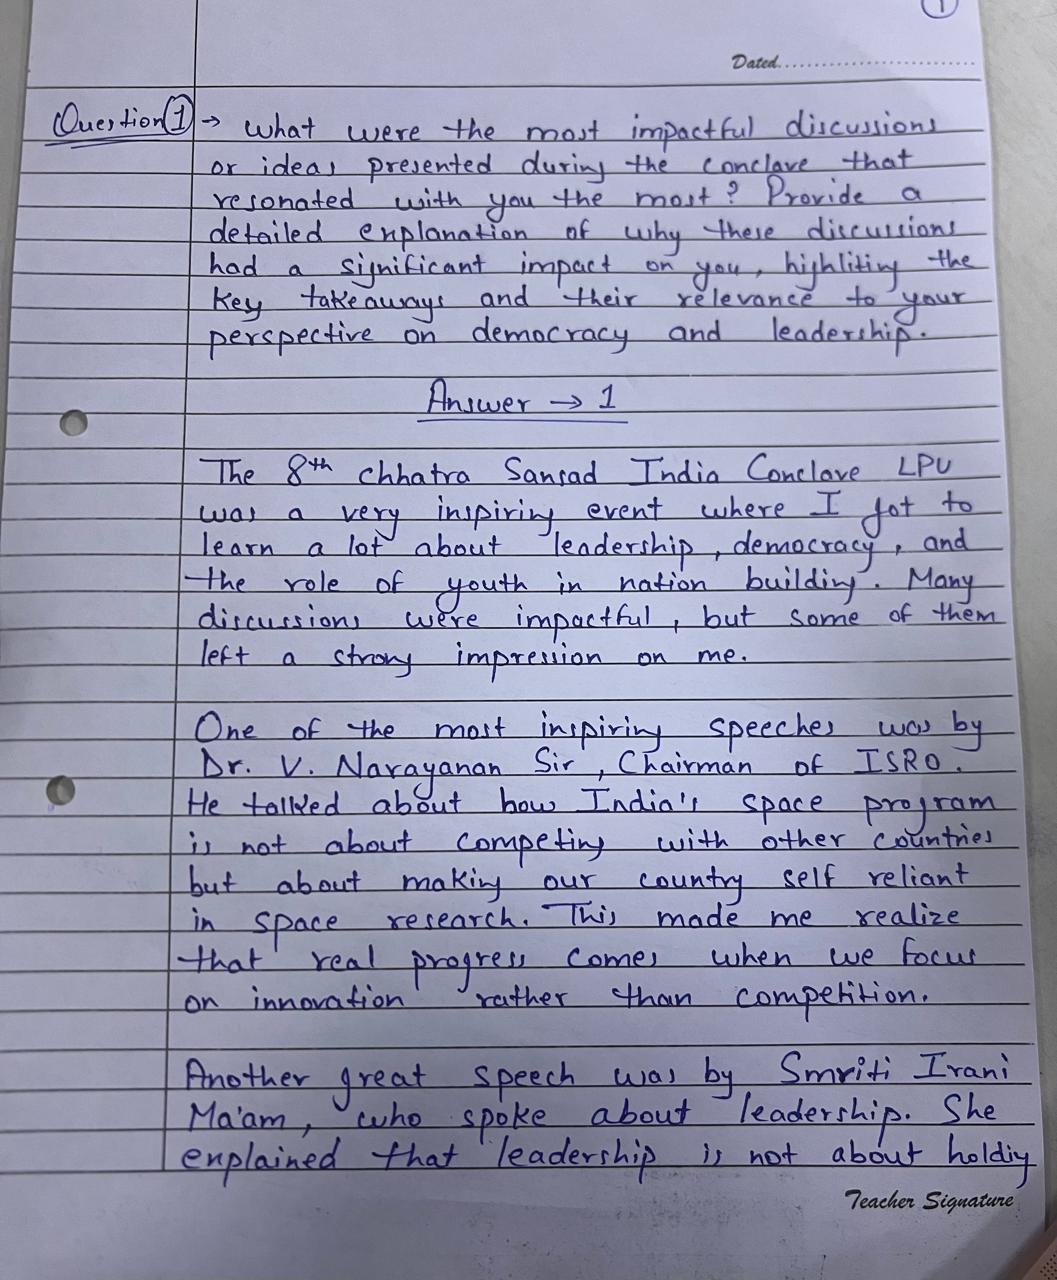 1
Dated
Question 1 → what were the most impactful discussions
or ideas presented during the conclave that
resonated with you the most? Provide a
detailed explanation of why these discussions
had a significant impact on you, highliting the
key takeaways and their relevance to your
perspective on democracy and leadership.
Answer → 1
The 8th chhatra Sansad India Conclave LPU
was a very inspiring event where I got to
learn a lot about leadership, democracy, and
the role of youth in nation building. Many
discussions were impactful, but some of them
left a strong impression on me.
One of the most inspiring speeches was by
Dr. V. Narayanan Sir, Chairman of ISRO.
He talked about how India's space program
is not about competing with other countries
but about making our country self reliant
in space research. This made me realize
that real progress comes when we focus
on innovation rather than competition.
Another great speech was by Smriti Irani
Ma'am, who spoke about leadership. She
explained that leadership is not about holding
Teacher Signature